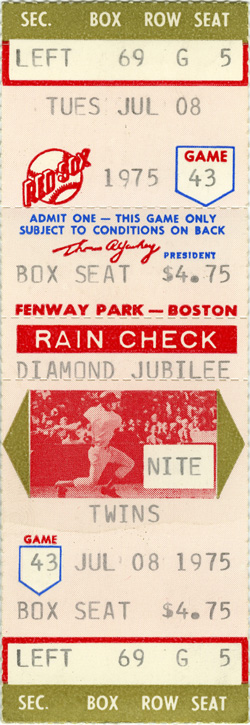 SEC. BOX ROW SEAT
LEFT 69 G 5
TUES JUL 08
RED SOX
1975
GAME
43
ADMIT ONE — THIS GAME ONLY
SUBJECT TO CONDITIONS ON BACK
PRESIDENT
BOX SEAT $4.75
FENWAY PARK — BOSTON
RAIN CHECK
DIAMOND JUBILEE
NITE
TWINS
GAME
43 JUL 08 1975
BOX SEAT $4.75
LEFT 69 G 5
SEC. BOX ROW SEAT